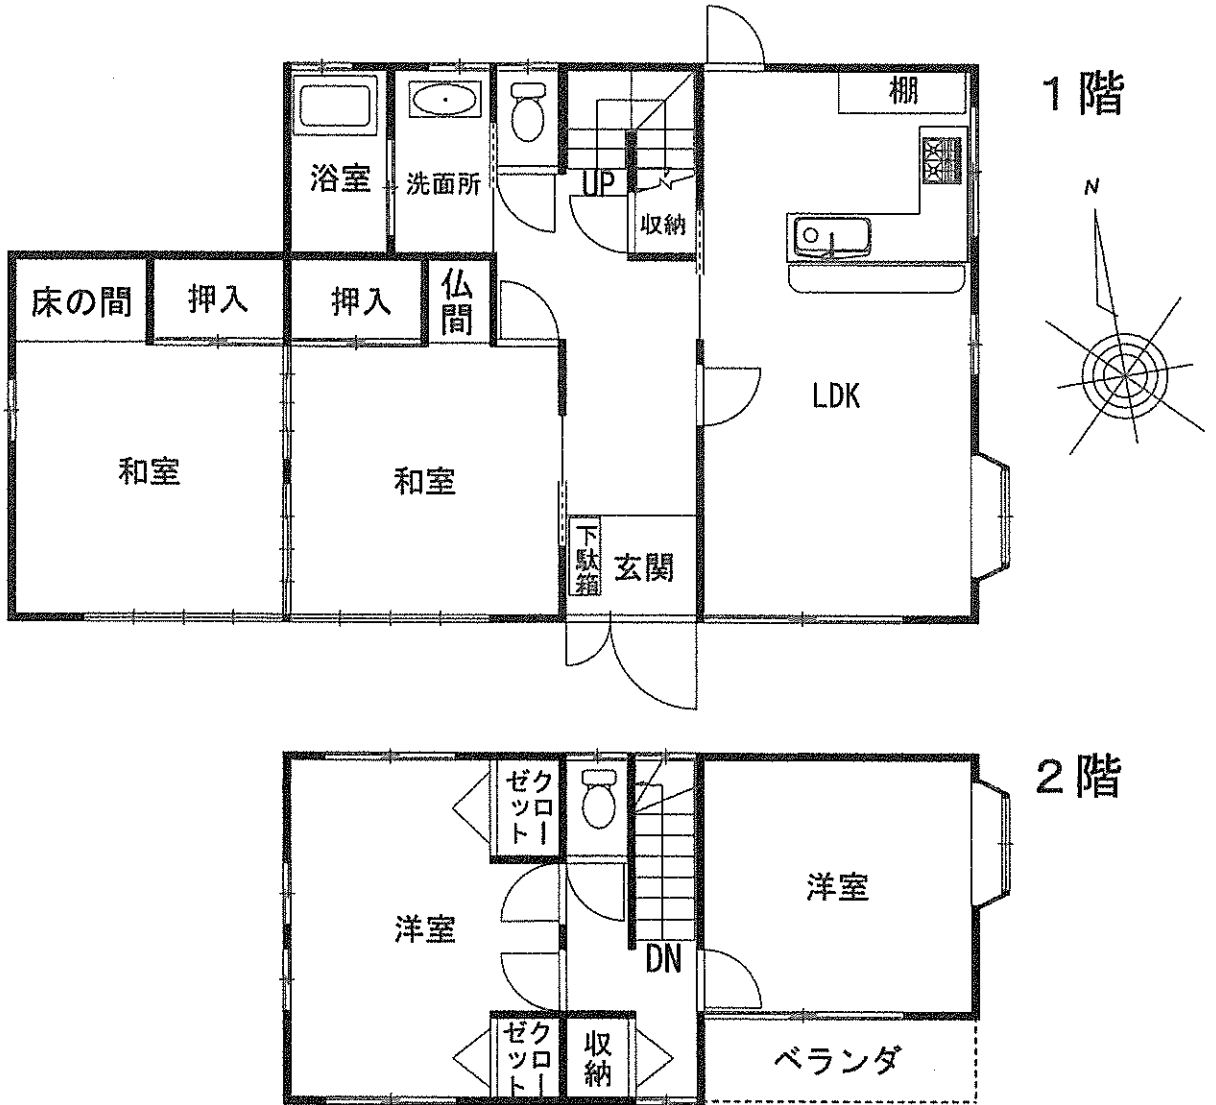 1階
棚
浴室
洗面所
UP
収納
N
床の間
押入
押入
仏間
LDK
和室
和室
下駄箱
玄関
2階
クローゼット
洋室
洋室
DN
クローゼット
収納
ベランダ